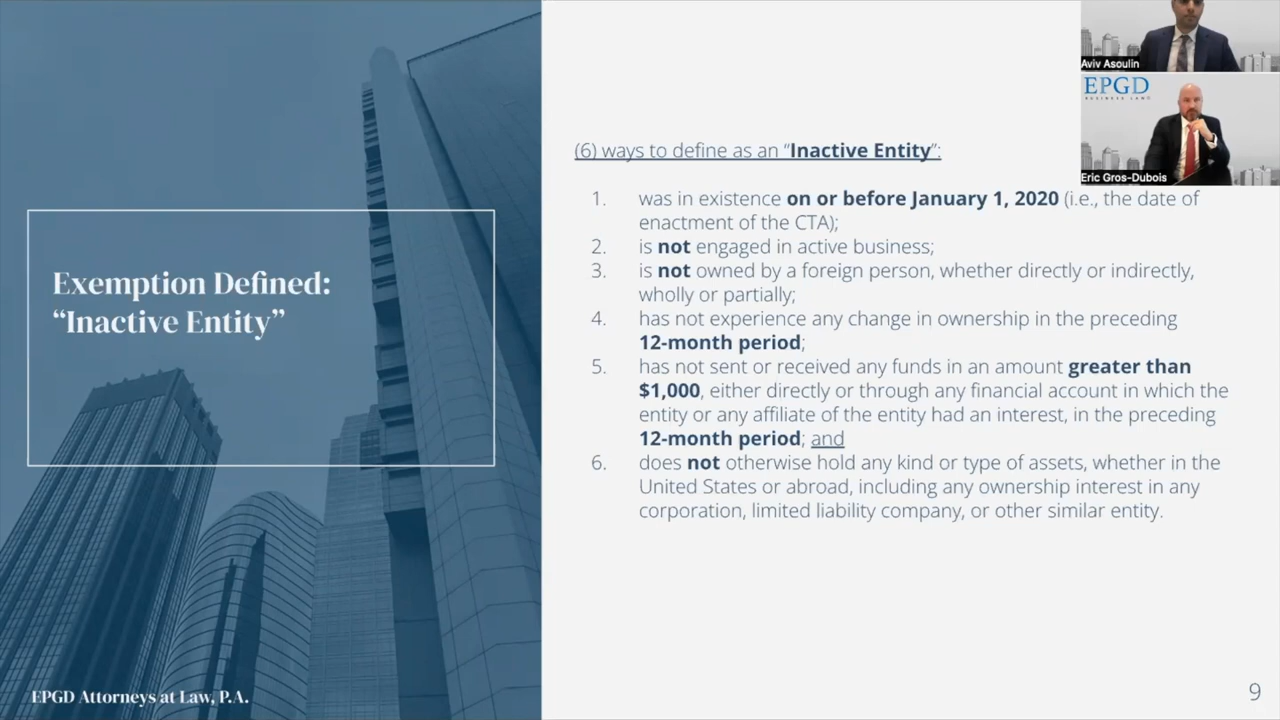 Exemption Defined:
“Inactive Entity”
EPGD Attorneys at Law, P.A.
(6) ways to define as an “Inactive Entity”:
1. was in existence on or before January 1, 2020 (i.e., the date of
enactment of the CTA);
2. is not engaged in active business;
3. is not owned by a foreign person, whether directly or indirectly,
wholly or partially;
4. has not experience any change in ownership in the preceding
12-month period;
5. has not sent or received any funds in an amount greater than
$1,000, either directly or through any financial account in which the
entity or any affiliate of the entity had an interest, in the preceding
12-month period; and
6. does not otherwise hold any kind or type of assets, whether in the
United States or abroad, including any ownership interest in any
corporation, limited liability company, or other similar entity.
Aviv Asoulin
EPGD
BUSINESS LAW
Eric Gros-Dubois
9